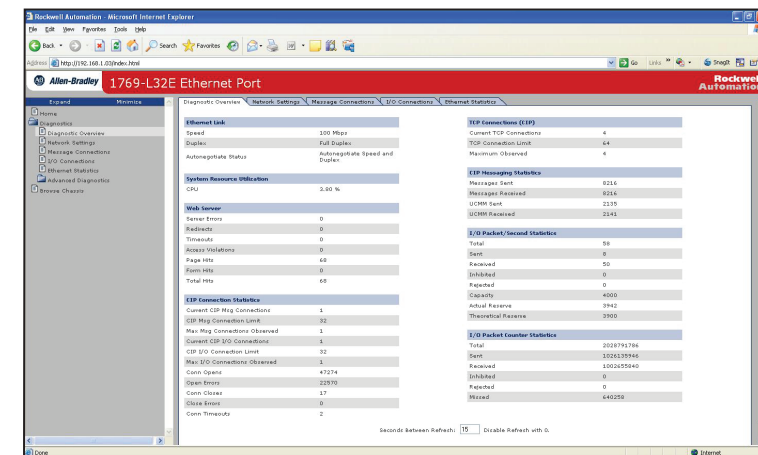 Rockwell Automation - Microsoft Internet Explorer
File Edit View Favorites Tools Help
Back Search Favorites
Address http://192.168.1.03/index.html Go Links SnagIt
Allen-Bradley 1769-L32E Ethernet Port Rockwell Automation
Expand Minimize
Home
Diagnostics
Diagnostic Overview
Network Settings
Message Connections
I/O Connections
Ethernet Statistics
Advanced Diagnostics
Browse Chassis
Diagnostic Overview Network Settings Message Connections I/O Connections Ethernet Statistics
Ethernet Link
Speed 100 Mbps
Duplex Full Duplex
Autonegotiate Status Autonegotiate Speed and Duplex
System Resource Utilization
CPU 3.80 %
Web Server
Server Errors 0
Redirects 0
Timeouts 0
Access Violations 0
Page Hits 68
Form Hits 0
Total Hits 68
CIP Connection Statistics
Current CIP Msg Connections 1
CIP Msg Connection Limit 32
Max Msg Connections Observed 1
Current CIP I/O Connections 1
CIP I/O Connection Limit 32
Max I/O Connections Observed 1
Conn Opens 47274
Open Errors 22570
Conn Closes 17
Close Errors 0
Conn Timeouts 2
TCP Connections (CIP)
Current TCP Connections 4
TCP Connection Limit 64
Maximum Observed 4
CIP Messaging Statistics
Messages Sent 8216
Messages Received 8216
UCMM Sent 2135
UCMM Received 2141
I/O Packet/Second Statistics
Total 58
Sent 8
Received 50
Inhibited 0
Rejected 0
Capacity 4000
Actual Reserve 3942
Theoretical Reserve 3900
I/O Packet Counter Statistics
Total 2028791786
Sent 1026135946
Received 1002655840
Inhibited 0
Rejected 0
Missed 640258
Seconds Between Refresh: 15 Disable Refresh with 0.
Done Internet